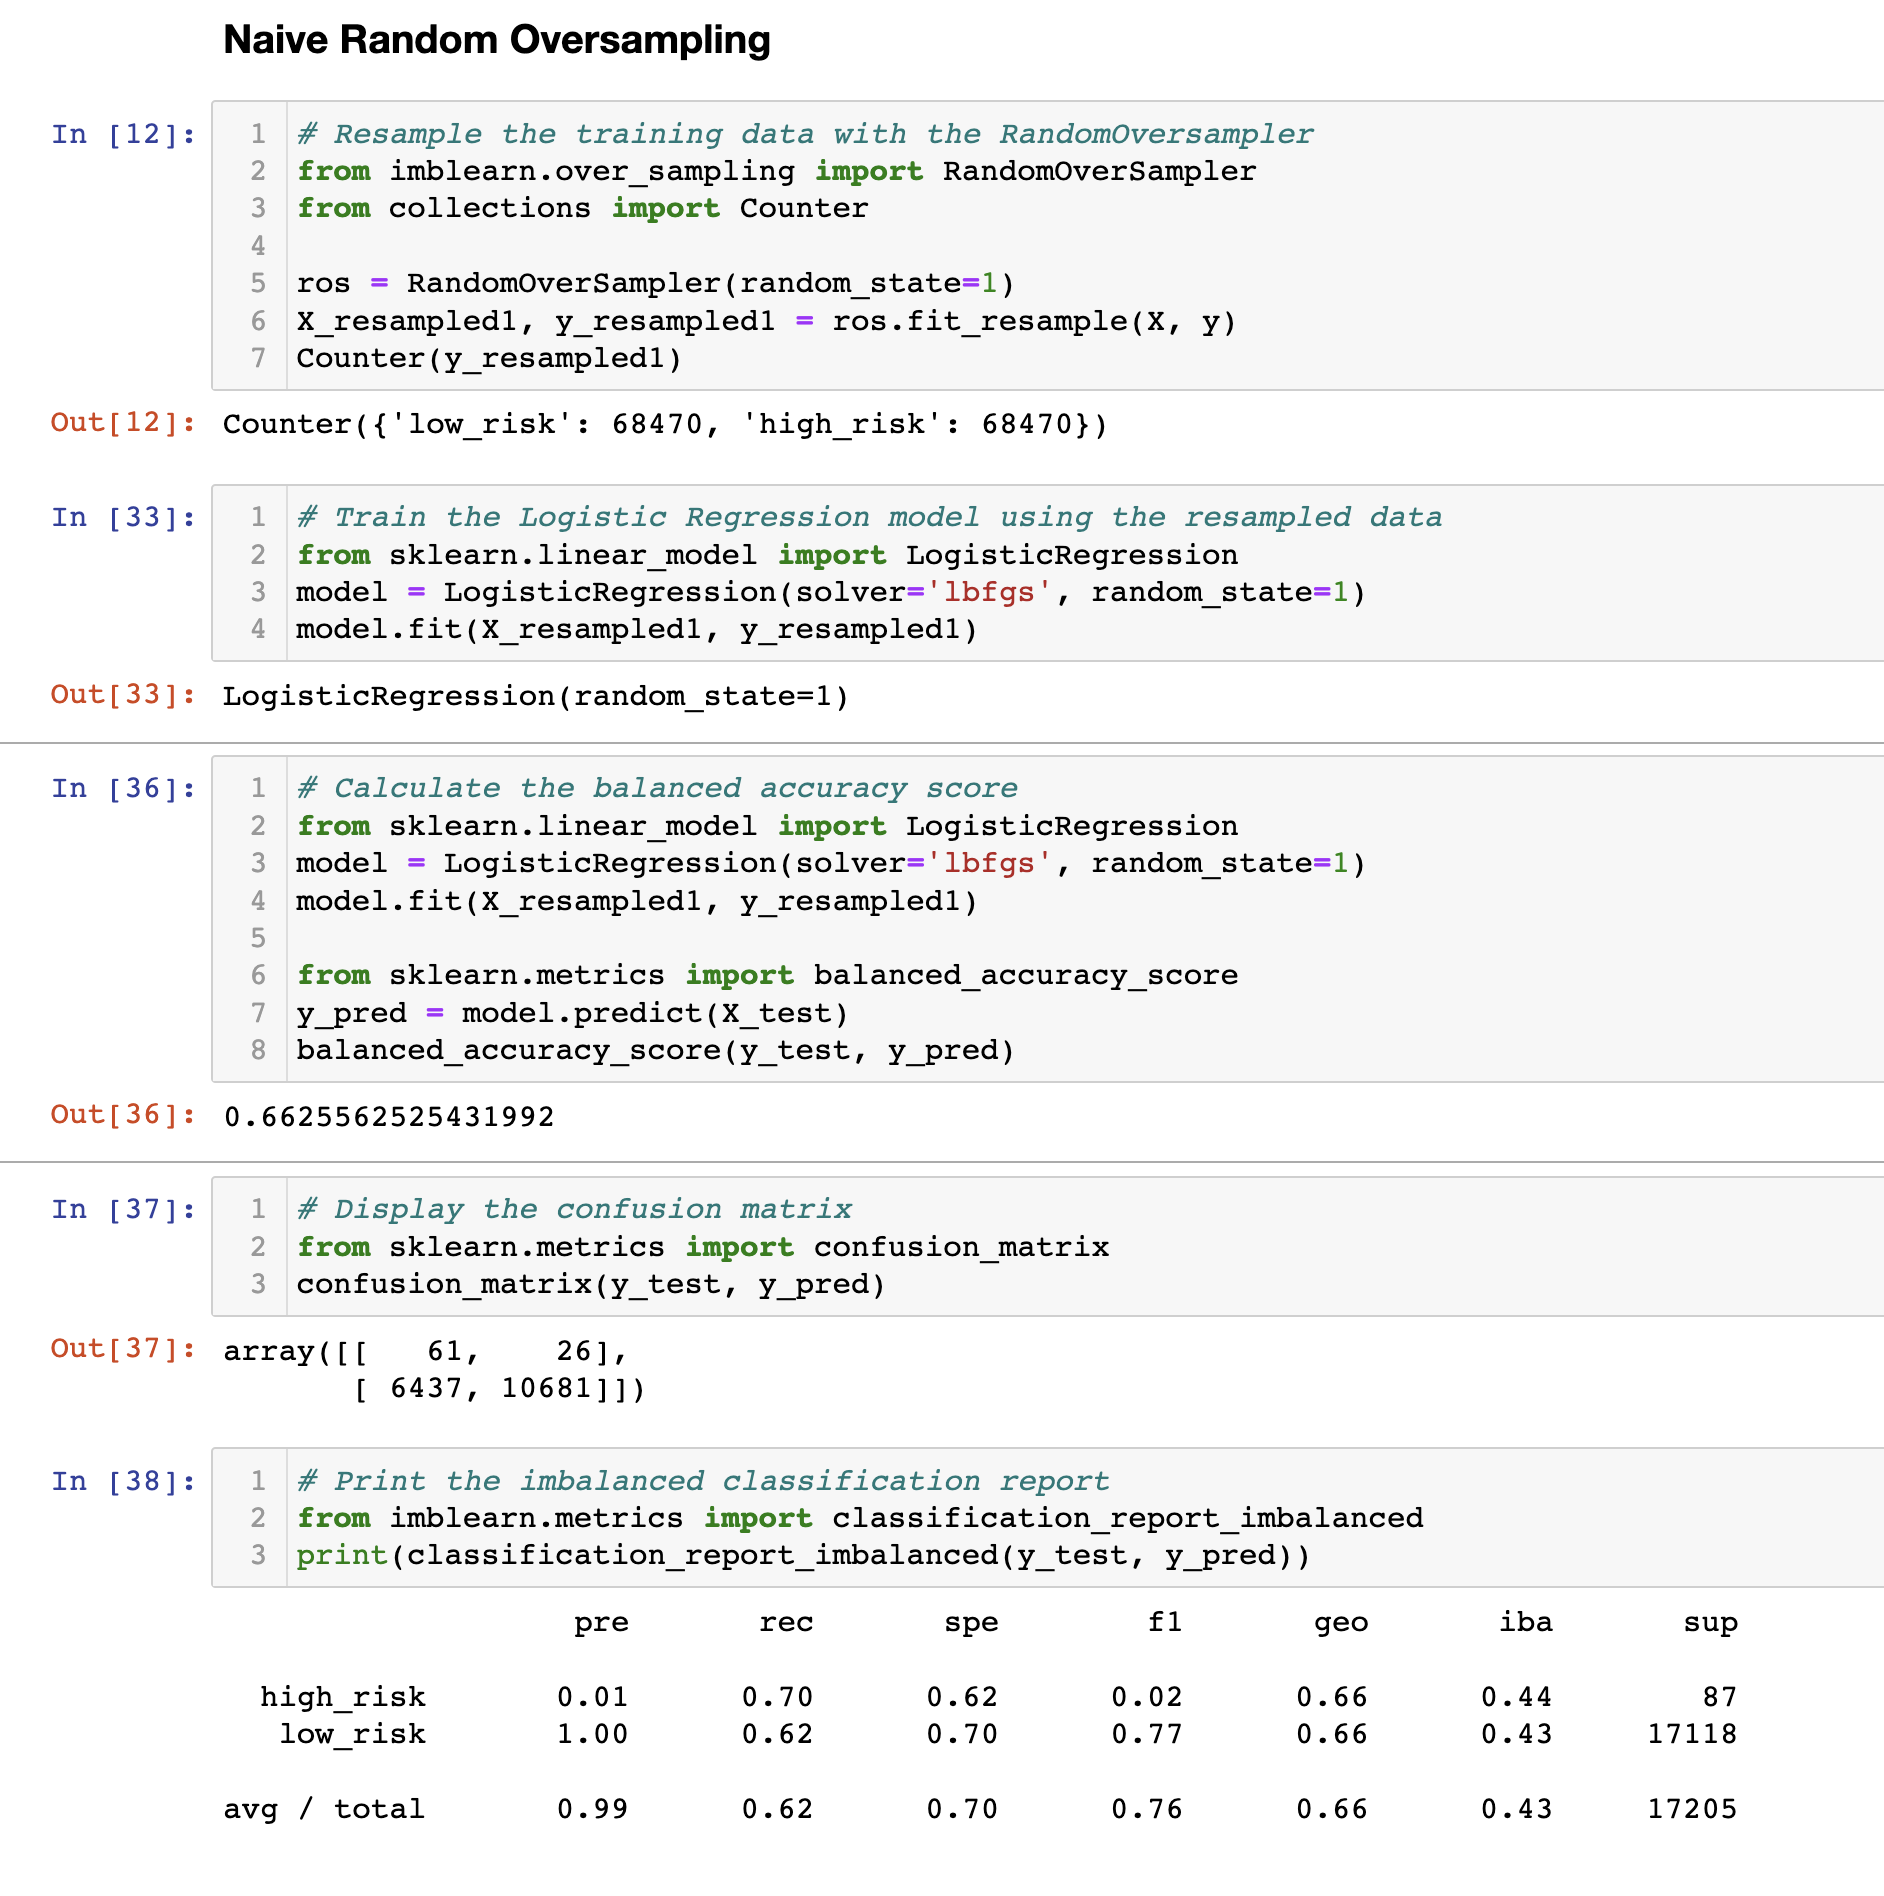 Naive Random Oversampling
In [12]:
1 # Resample the training data with the RandomOversampler
2 from imblearn.over_sampling import RandomOverSampler
3 from collections import Counter
4
5 ros = RandomOverSampler(random_state=1)
6 X_resampled1, y_resampled1 = ros.fit_resample(X, y)
7 Counter(y_resampled1)
Out[12]: Counter({'low_risk': 68470, 'high_risk': 68470})
In [33]:
1 # Train the Logistic Regression model using the resampled data
2 from sklearn.linear_model import LogisticRegression
3 model = LogisticRegression(solver='lbfgs', random_state=1)
4 model.fit(X_resampled1, y_resampled1)
Out[33]: LogisticRegression(random_state=1)
In [36]:
1 # Calculate the balanced accuracy score
2 from sklearn.linear_model import LogisticRegression
3 model = LogisticRegression(solver='lbfgs', random_state=1)
4 model.fit(X_resampled1, y_resampled1)
5
6 from sklearn.metrics import balanced_accuracy_score
7 y_pred = model.predict(X_test)
8 balanced_accuracy_score(y_test, y_pred)
Out[36]: 0.6625562525431992
In [37]:
1 # Display the confusion matrix
2 from sklearn.metrics import confusion_matrix
3 confusion_matrix(y_test, y_pred)
Out[37]: array([[   61,    26],
       [ 6437, 10681]])
In [38]:
1 # Print the imbalanced classification report
2 from imblearn.metrics import classification_report_imbalanced
3 print(classification_report_imbalanced(y_test, y_pred))
pre rec spe f1 geo iba sup
high_risk 0.01 0.70 0.62 0.02 0.66 0.44 87
low_risk 1.00 0.62 0.70 0.77 0.66 0.43 17118
avg / total 0.99 0.62 0.70 0.76 0.66 0.43 17205